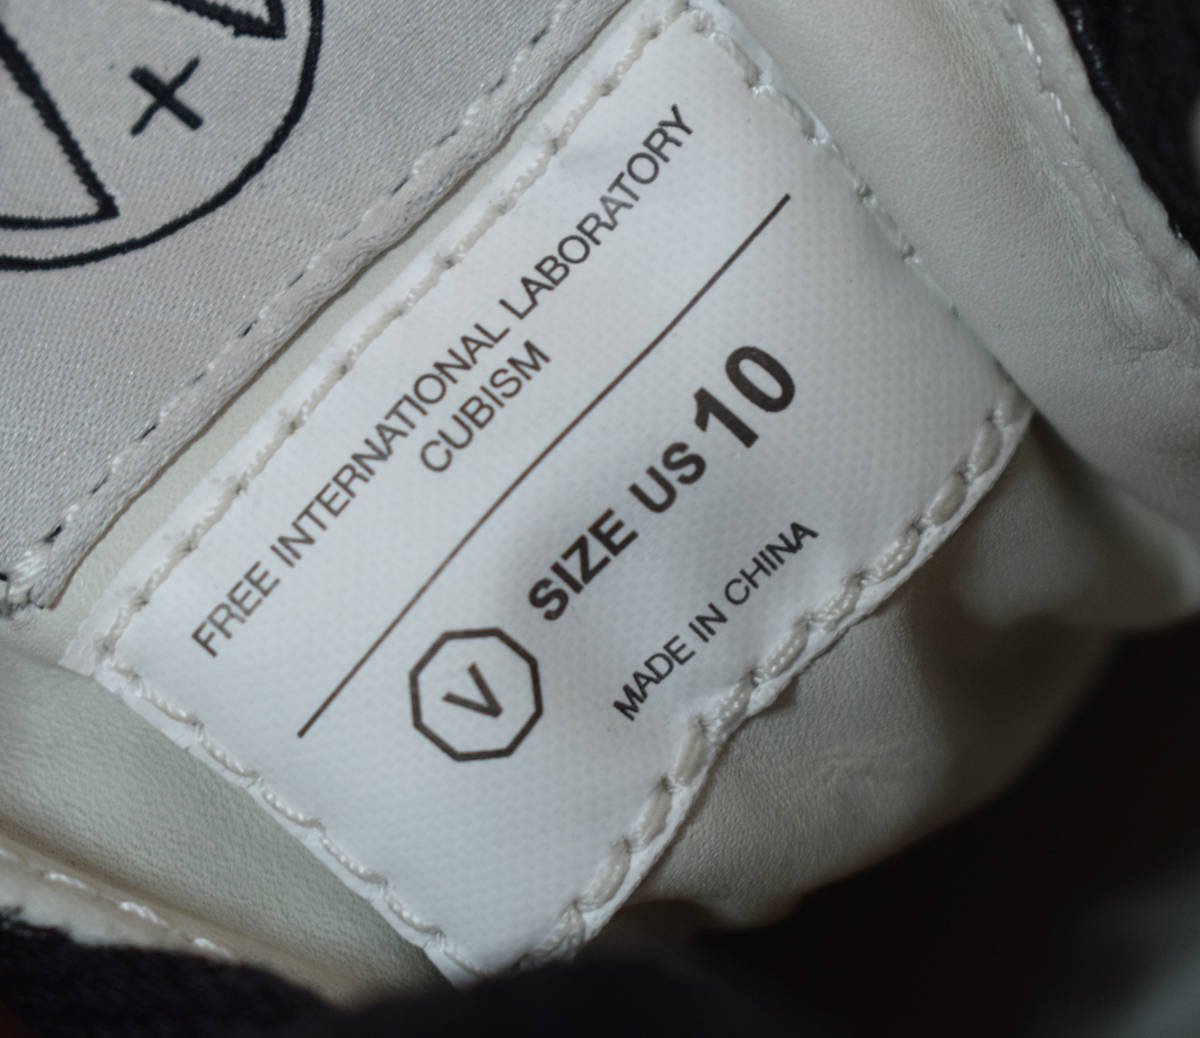 FREE INTERNATIONAL LABORATORY
CUBISM
V SIZE US 10
MADE IN CHINA